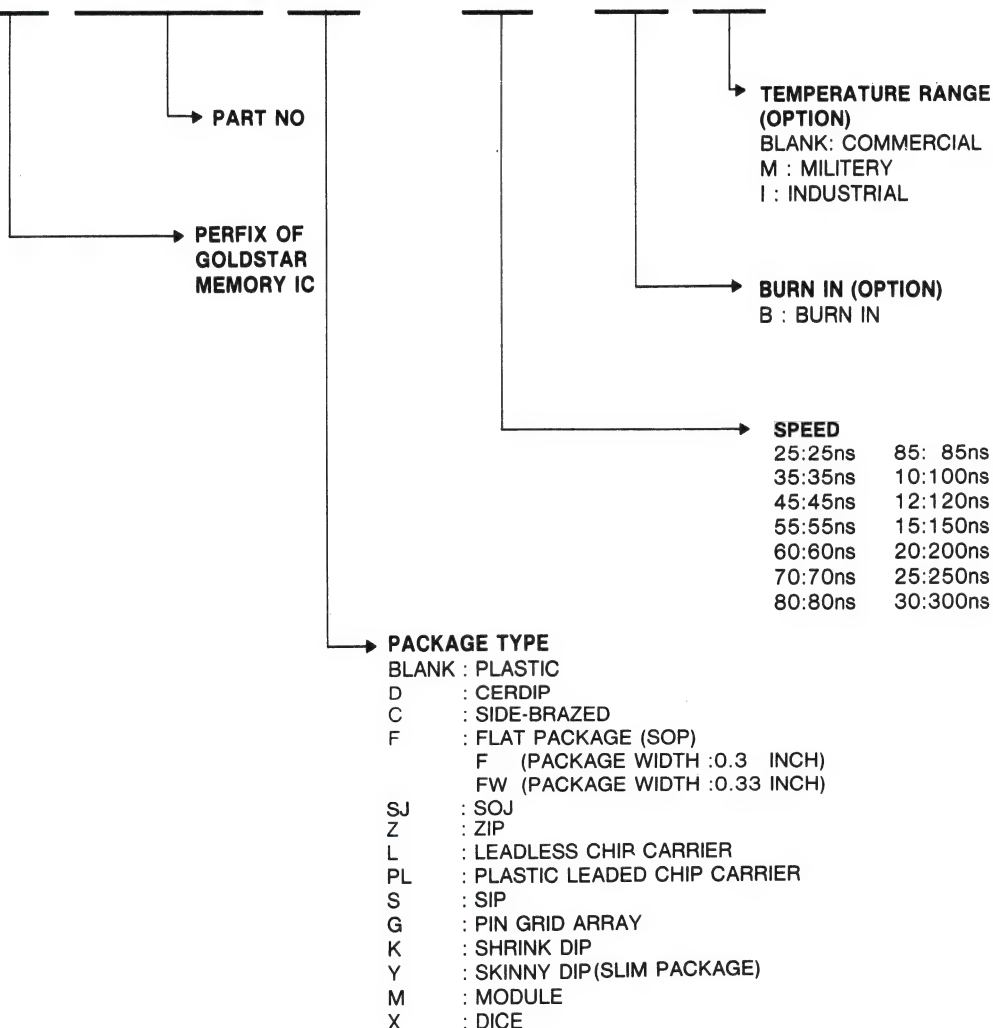 PART NO
PERFIX OF
GOLDSTAR
MEMORY IC
TEMPERATURE RANGE
(OPTION)
BLANK: COMMERCIAL
M : MILITERY
I : INDUSTRIAL
BURN IN (OPTION)
B : BURN IN
SPEED
25:25ns 85: 85ns
35:35ns 10:100ns
45:45ns 12:120ns
55:55ns 15:150ns
60:60ns 20:200ns
70:70ns 25:250ns
80:80ns 30:300ns
PACKAGE TYPE
BLANK : PLASTIC
D : CERDIP
C : SIDE-BRAZED
F : FLAT PACKAGE (SOP)
F (PACKAGE WIDTH :0.3 INCH)
FW (PACKAGE WIDTH :0.33 INCH)
SJ : SOJ
Z : ZIP
L : LEADLESS CHIP CARRIER
PL : PLASTIC LEADED CHIP CARRIER
S : SIP
G : PIN GRID ARRAY
K : SHRINK DIP
Y : SKINNY DIP(SLIM PACKAGE)
M : MODULE
X : DICE